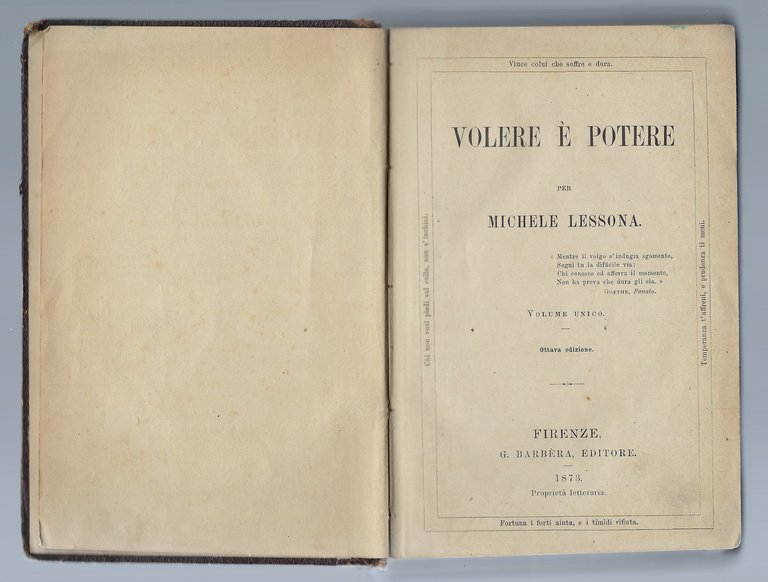 Vince colui che soffre e dura.
VOLERE È POTERE
PER
MICHELE LESSONA.
« Mentre il volgo s'indugia sgomento,
Segui tu la difficile via:
Chi conosce ed afferra il momento,
Non ha prova che dura gli sia. »
GOETHE, Fausto.
VOLUME UNICO.
Ottava edizione.
FIRENZE,
G. BARBÈRA, EDITORE.
1873.
Proprietà letteraria.
Chi non vuol piedi sul collo, non s'inchini.
Temperanza t'affreni, e prudenza ti meni.
Fortuna i forti aiuta, e i timidi rifiuta.